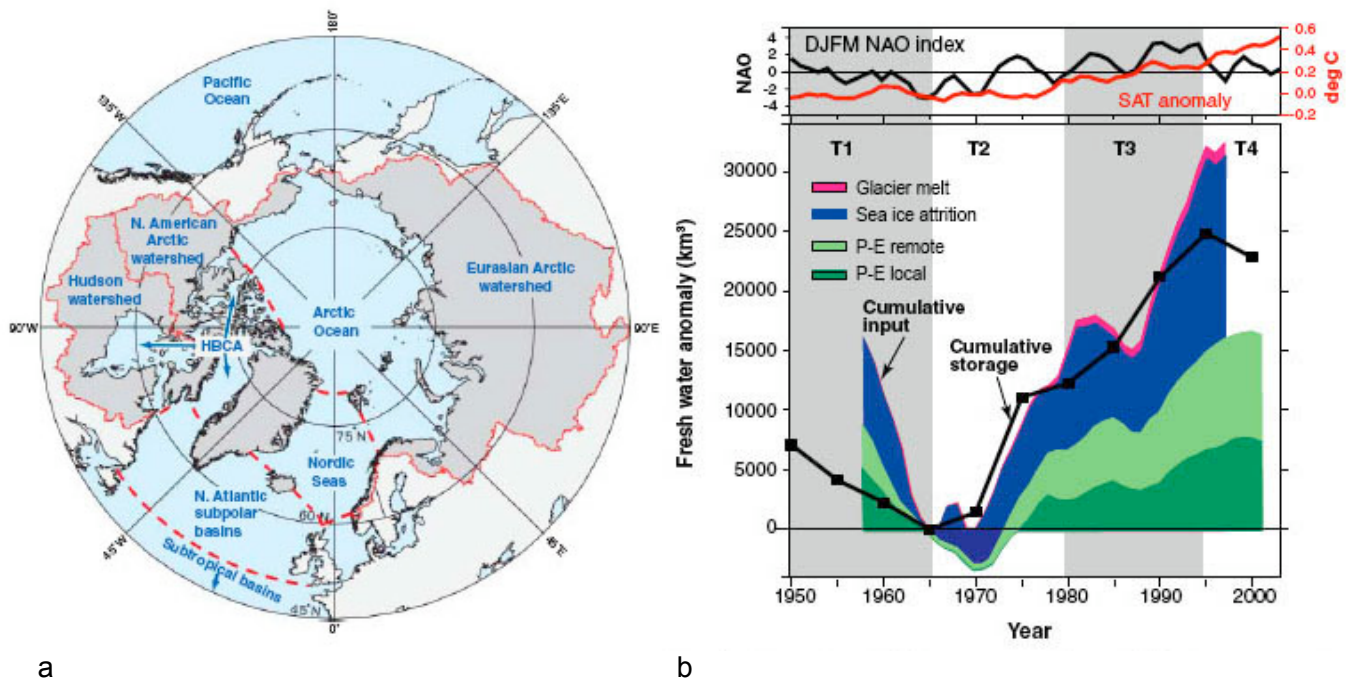 180°
Pacific
Ocean
135°W
135°E
N. American
Arctic
watershed
Hudson
watershed
Eurasian Arctic
watershed
Arctic
Ocean
90°W
90°E
HBCA
75 N
Nordic
Seas
N. Atlantic
subpolar
basins
60 N
45°W
45°E
Subtropical basins
45°N
0°
a
DJFM NAO index
SAT anomaly
NAO
4
2
0
-2
-4
0.6
0.4
0.2
0.0
-0.2
deg C
T1
T2
T3
T4
Glacier melt
Sea ice attrition
P-E remote
P-E local
Cumulative
input
Cumulative
storage
Fresh water anomaly (km³)
30000
25000
20000
15000
10000
5000
0
1950
1960
1970
1980
1990
2000
Year
b